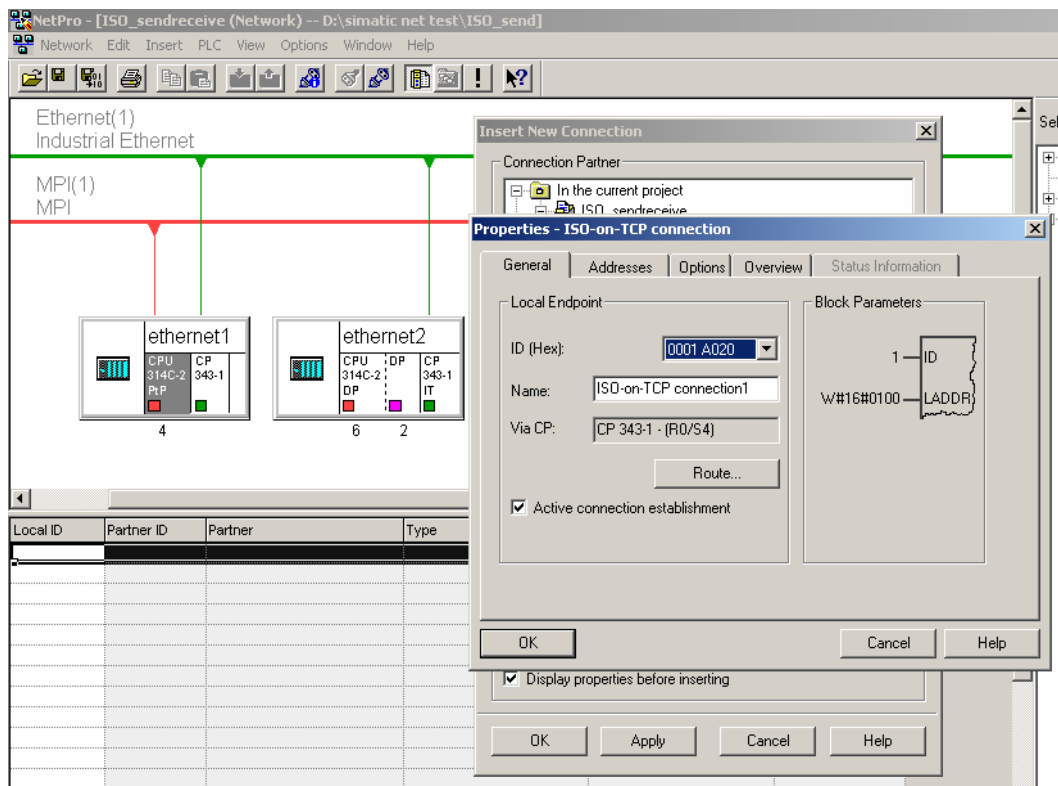 NetPro - [ISO_sendreceive (Network) -- D:\simatic net test\ISO_send]
Network Edit Insert PLC View Options Window Help
Ethernet(1)
Industrial Ethernet
MPI(1)
MPI
ethernet1
CPU 314C-2 PtP
CP 343-1
4
ethernet2
CPU 314C-2 DP
DP
CP 343-1 IT
6 2
Local ID Partner ID Partner Type
Sel
Insert New Connection
Connection Partner
In the current project
ISO_sendreceive
Properties - ISO-on-TCP connection
General Addresses Options Overview Status Information
Local Endpoint
ID (Hex): 0001 A020
Name: ISO-on-TCP connection1
Via CP: CP 343-1 - (R0/S4)
Route...
Active connection establishment
Block Parameters
1 ID
W#16#0100 LADDR
OK Cancel Help
Display properties before inserting
OK Apply Cancel Help